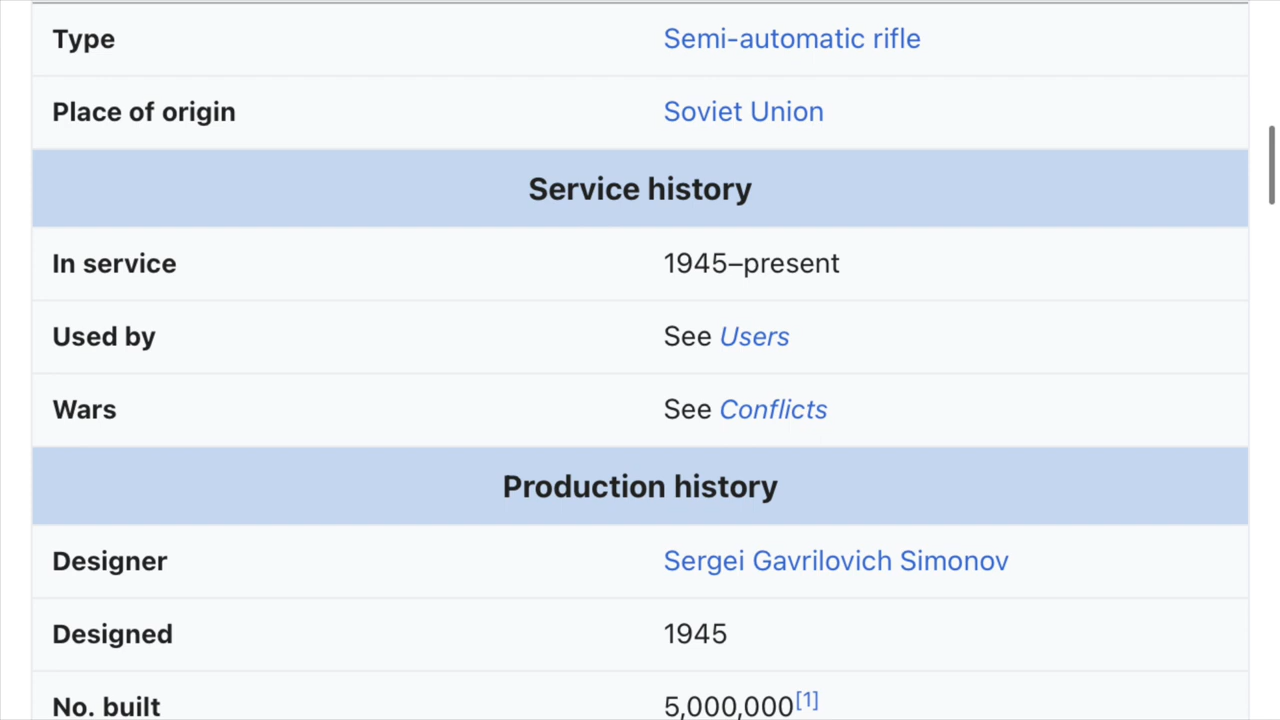 Type Semi-automatic rifle
Place of origin Soviet Union
Service history
In service 1945–present
Used by See Users
Wars See Conflicts
Production history
Designer Sergei Gavrilovich Simonov
Designed 1945
No. built 5,000,000[1]